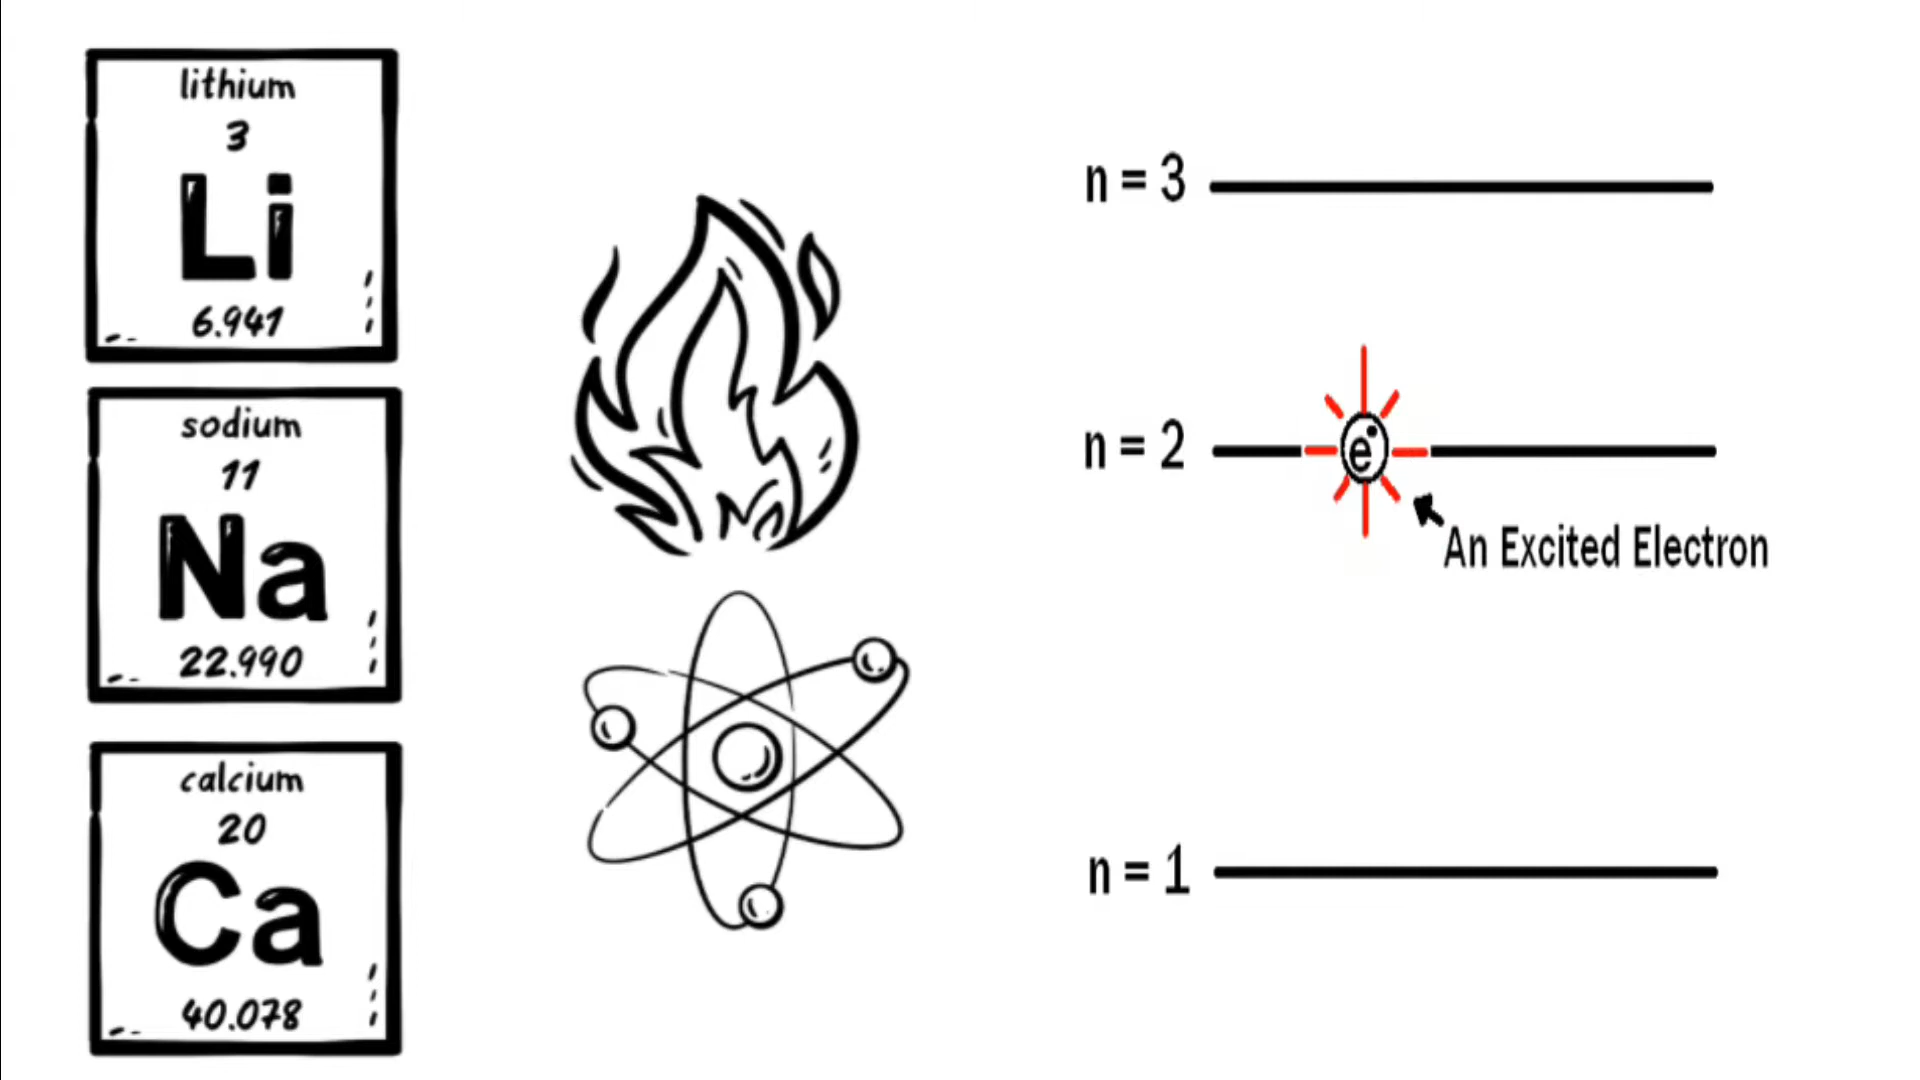 lithium
3
Li
6.941
sodium
11
Na
22.990
calcium
20
Ca
40.078
n = 3
n = 2
e
An Excited Electron
n = 1